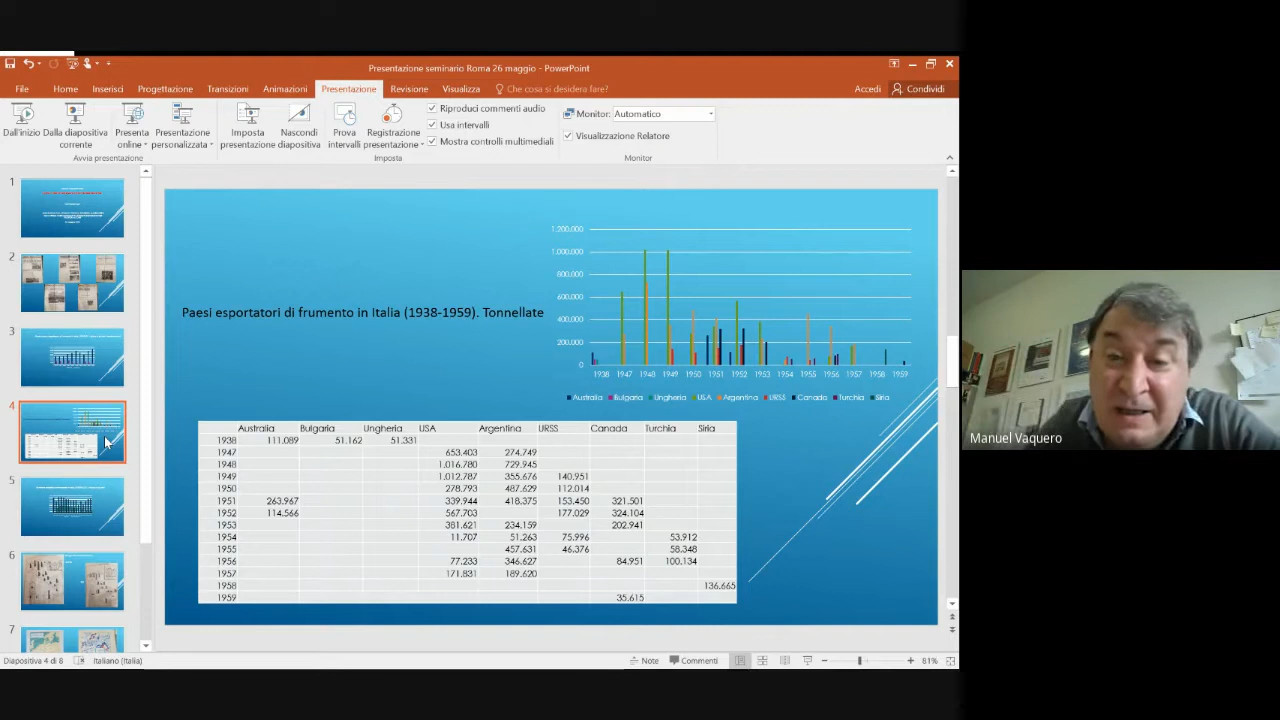 Presentazione seminario Roma 26 maggio - PowerPoint
File Home Inserisci Progettazione Transizioni Animazioni Presentazione Revisione Visualizza Che cosa si desidera fare? Accedi Condividi
Dall'inizio
Dalla diapositiva corrente
Presenta online
Presentazione personalizzata
Avvia presentazione
Imposta presentazione
Nascondi diapositiva
Prova intervalli
Registrazione presentazione
Riproduci commenti audio
Usa intervalli
Mostra controlli multimediali
Imposta
Monitor: Automatico
Visualizzazione Relatore
Monitor
1
2
3
4
5
6
7
Paesi esportatori di frumento in Italia (1938-1959). Tonnellate
1.200.000
1.000.000
800.000
600.000
400.000
200.000
0
1938 1947 1948 1949 1950 1951 1952 1953 1954 1955 1956 1957 1958 1959
Australia Bulgaria Ungheria USA Argentina URSS Canada Turchia Siria
Australia Bulgaria Ungheria USA Argentina URSS Canada Turchia Siria
1938 111.089 51.162 51.331
1947 653.403 274.749
1948 1.016.780 729.945
1949 1.012.787 355.676 140.951
1950 278.793 487.629 112.014
1951 263.967 339.944 418.375 153.450 321.501
1952 114.566 567.703 177.029 324.104
1953 381.621 234.159 202.941
1954 11.707 51.263 75.996 53.912
1955 457.631 46.376 58.348
1956 77.233 346.627 84.951 100.134
1957 171.831 189.620
1958 136.665
1959 35.615
Manuel Vaquero
Diapositiva 4 di 8 Italiano (Italia) Note Commenti 81%